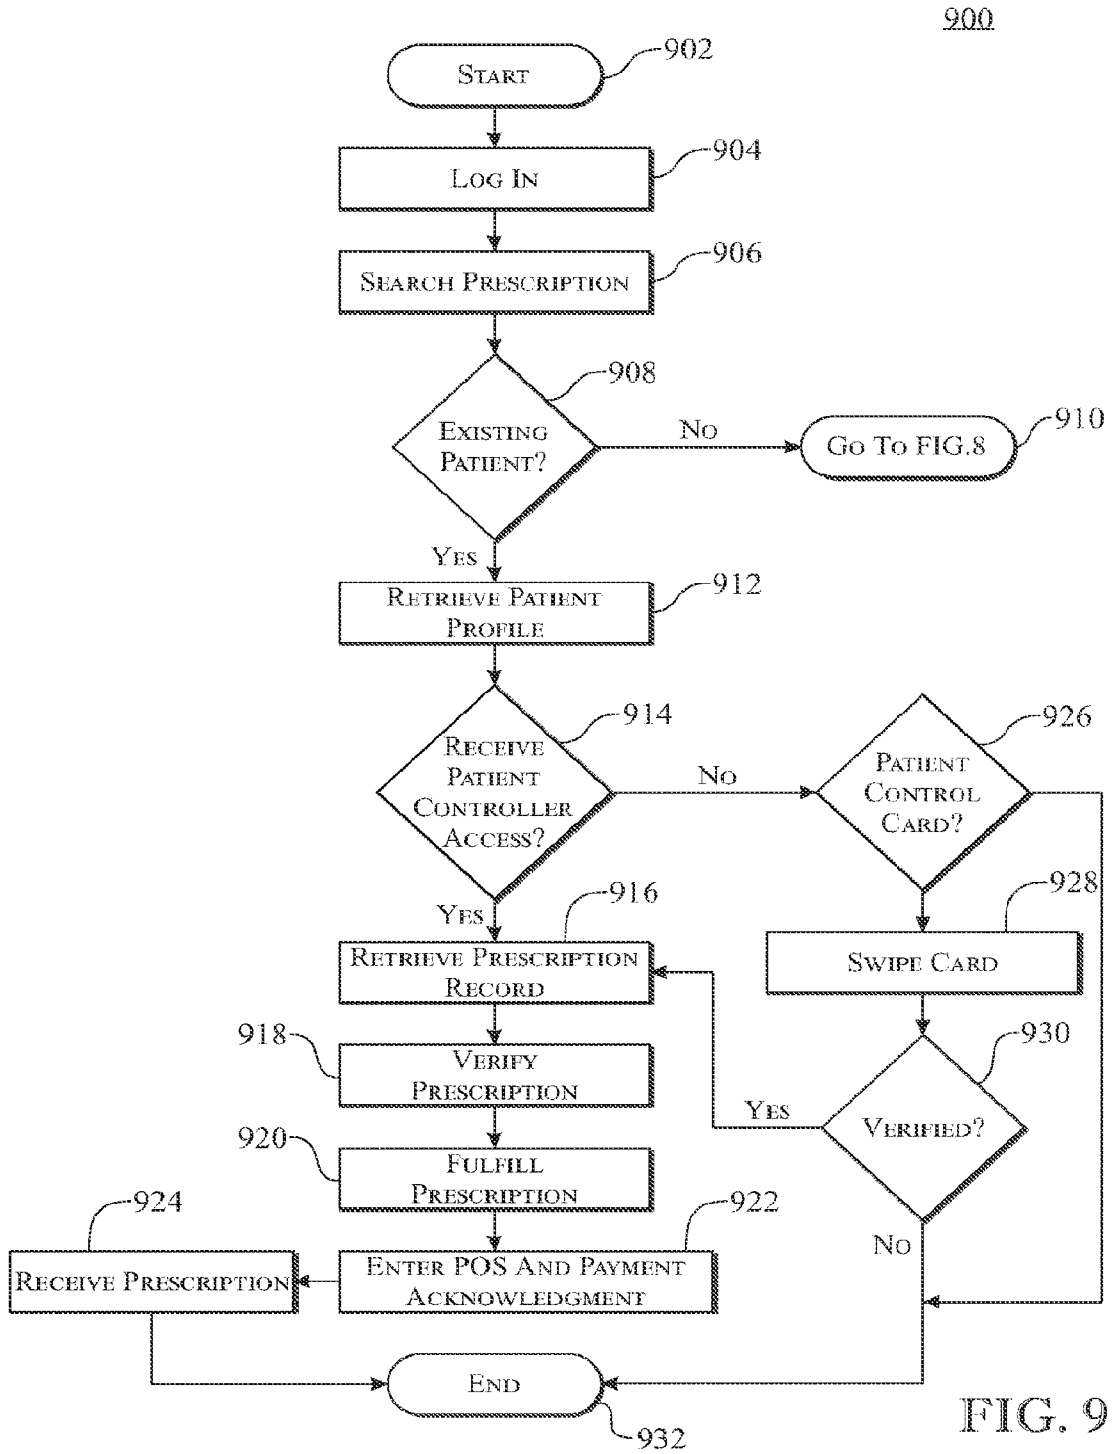 900
START
902
LOG IN
904
SEARCH PRESCRIPTION
906
EXISTING
PATIENT?
908
NO
GO TO FIG.8
910
YES
RETRIEVE PATIENT
PROFILE
912
RECEIVE
PATIENT
CONTROLLER
ACCESS?
914
NO
PATIENT
CONTROL
CARD?
926
YES
RETRIEVE PRESCRIPTION
RECORD
916
SWIPE CARD
928
918
VERIFY
PRESCRIPTION
YES
VERIFIED?
930
920
FULFILL
PRESCRIPTION
NO
924
RECEIVE PRESCRIPTION
ENTER POS AND PAYMENT
ACKNOWLEDGMENT
922
END
932
FIG. 9